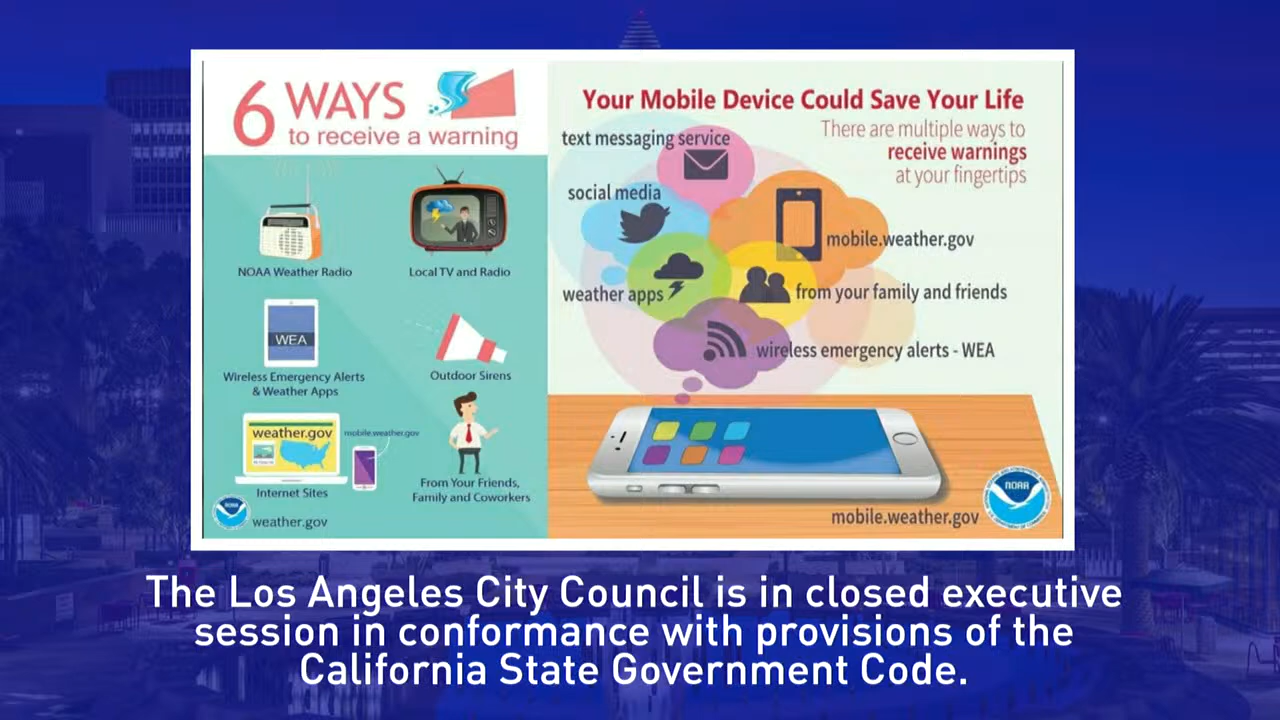 6 WAYS
to receive a warning
NOAA Weather Radio
Local TV and Radio
WEA
Wireless Emergency Alerts
& Weather Apps
Outdoor Sirens
weather.gov
mobile.weather.gov
Internet Sites
From Your Friends,
Family and Coworkers
weather.gov
Your Mobile Device Could Save Your Life
There are multiple ways to
receive warnings
at your fingertips
text messaging service
social media
mobile.weather.gov
weather apps
from your family and friends
wireless emergency alerts - WEA
NOAA
mobile.weather.gov
The Los Angeles City Council is in closed executive
session in conformance with provisions of the
California State Government Code.